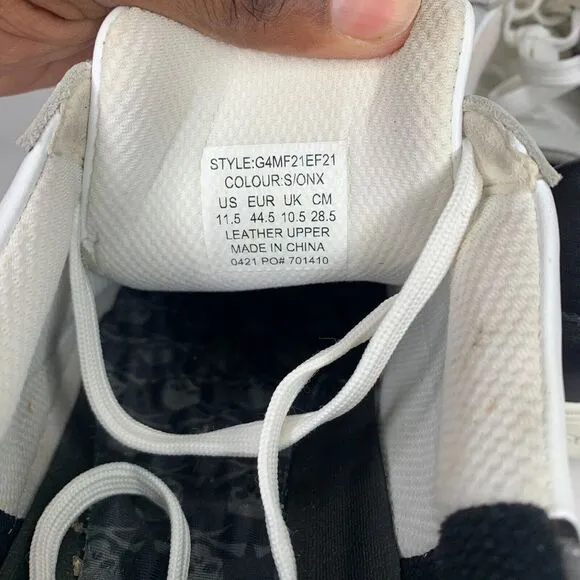 STYLE:G4MF21EF21
COLOUR:S/ONX
US EUR UK CM
11.5 44.5 10.5 28.5
LEATHER UPPER
MADE IN CHINA
0421 PO# 701410